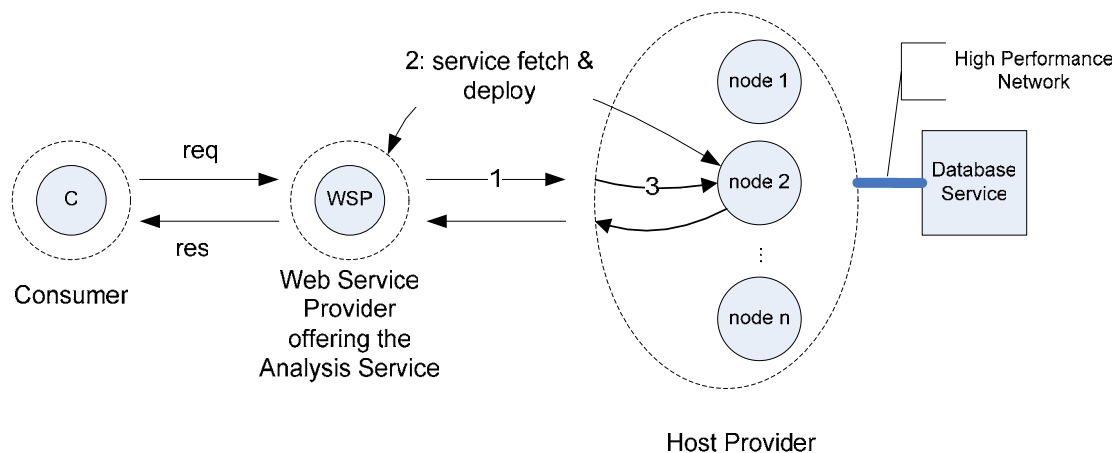 2: service fetch &
deploy
High Performance
Network
node 1
req
C
WSP
1
3
node 2
Database
Service
res
Consumer
Web Service
Provider
offering the
Analysis Service
⋮
node n
Host Provider